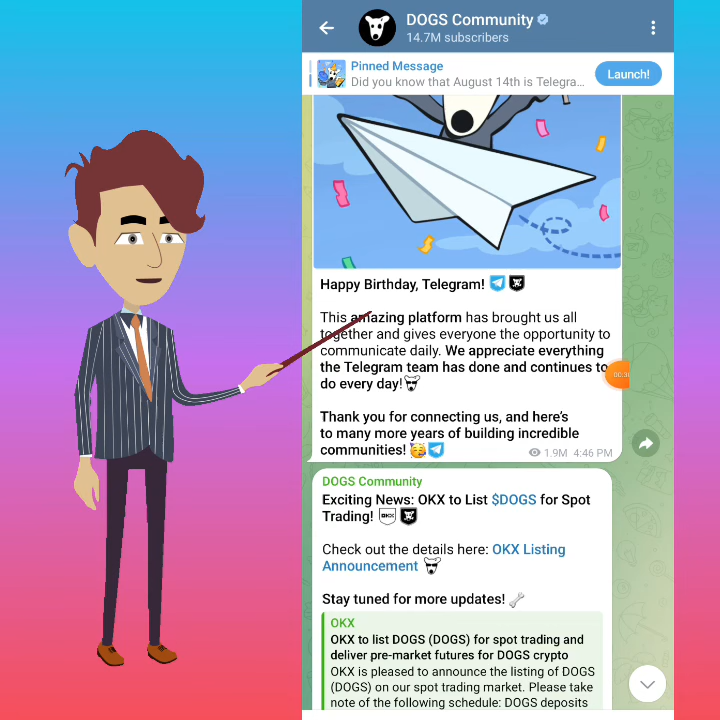 DOGS Community
14.7M subscribers
Pinned Message
Did you know that August 14th is Telegra...
Launch!
Happy Birthday, Telegram!
This amazing platform has brought us all
together and gives everyone the opportunity to
communicate daily. We appreciate everything
the Telegram team has done and continues to
do every day!
Thank you for connecting us, and here's
to many more years of building incredible
communities!
1.9M 4:46 PM
DOGS Community
Exciting News: OKX to List $DOGS for Spot
Trading!
Check out the details here: OKX Listing
Announcement
Stay tuned for more updates!
OKX
OKX to list DOGS (DOGS) for spot trading and
deliver pre-market futures for DOGS crypto
OKX is pleased to announce the listing of DOGS
(DOGS) on our spot trading market. Please take
note of the following schedule: DOGS deposits